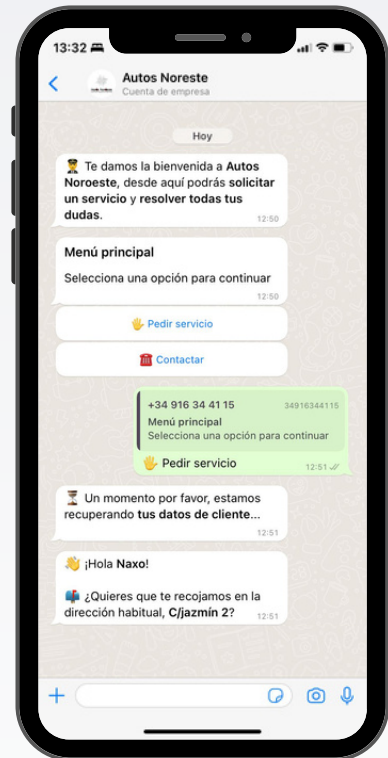 13:32
Autos Noreste
Cuenta de empresa
Hoy
Te damos la bienvenida a Autos
Noroeste, desde aquí podrás solicitar
un servicio y resolver todas tus
dudas.
12:50
Menú principal
Selecciona una opción para continuar
12:50
Pedir servicio
Contactar
+34 916 34 41 15 34916344115
Menú principal
Selecciona una opción para continuar
Pedir servicio
12:51
Un momento por favor, estamos
recuperando tus datos de cliente...
12:51
¡Hola Naxo!
¿Quieres que te recojamos en la
dirección habitual, C/jazmín 2?
12:51